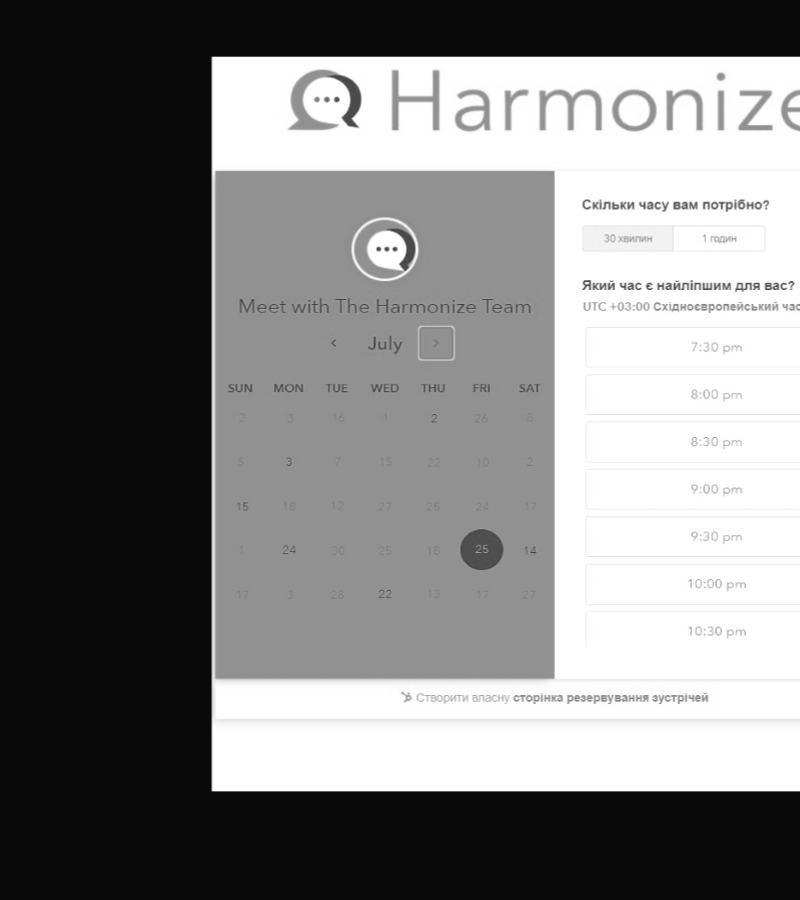 Harmonize
Meet with The Harmonize Team
July
SUN MON TUE WED THU FRI SAT
2 3 16 1 2 26 8
5 3 7 15 22 10 2
15 18 12 27 25 24 17
1 24 30 25 18 25 14
17 3 28 22 13 17 27
Скільки часу вам потрібно?
30 хвилин 1 годин
Який час є найліпшим для вас?
UTC +03:00 Східноєвропейський час
7:30 pm
8:00 pm
8:30 pm
9:00 pm
9:30 pm
10:00 pm
10:30 pm
Створити власну сторінка резервування зустрічей